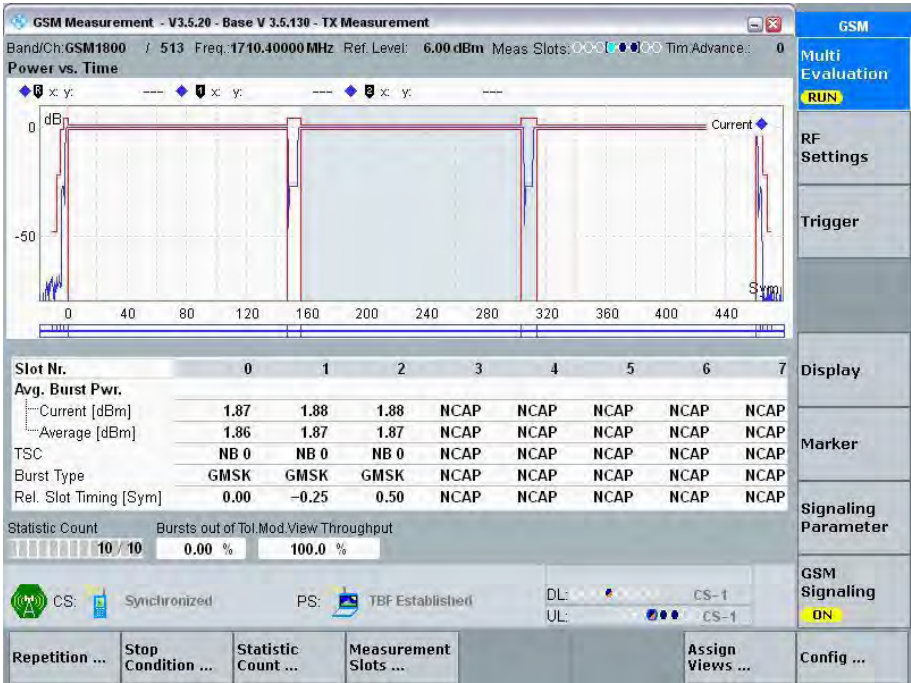 GSM Measurement - V3.5.20 - Base V 3.5.130 - TX Measurement
GSM
Band/Ch:GSM1800 / 513 Freq.:1710.40000 MHz Ref. Level: 6.00 dBm Meas Slots: Tim.Advance.: 0
Power vs. Time
Multi Evaluation
RUN
R x: y: --- 1 x: y: --- 2 x: y: ---
dB
Current
0
-50
Sym
0 40 80 120 160 200 240 280 320 360 400 440
RF Settings
Trigger
Slot Nr. 0 1 2 3 4 5 6 7
Avg. Burst Pwr.
Current [dBm] 1.87 1.88 1.88 NCAP NCAP NCAP NCAP NCAP
Average [dBm] 1.86 1.87 1.87 NCAP NCAP NCAP NCAP NCAP
TSC NB 0 NB 0 NB 0 NCAP NCAP NCAP NCAP NCAP
Burst Type GMSK GMSK GMSK NCAP NCAP NCAP NCAP NCAP
Rel. Slot Timing [Sym] 0.00 -0.25 0.50 NCAP NCAP NCAP NCAP NCAP
Display
Marker
Signaling Parameter
Statistic Count Bursts out of Tol. Mod.View Throughput
10 / 10 0.00 % 100.0 %
CS: Synchronized PS: TBF Established
DL: CS-1
UL: CS-1
GSM Signaling
ON
Repetition ...
Stop Condition ...
Statistic Count ...
Measurement Slots ...
Assign Views ...
Config ...